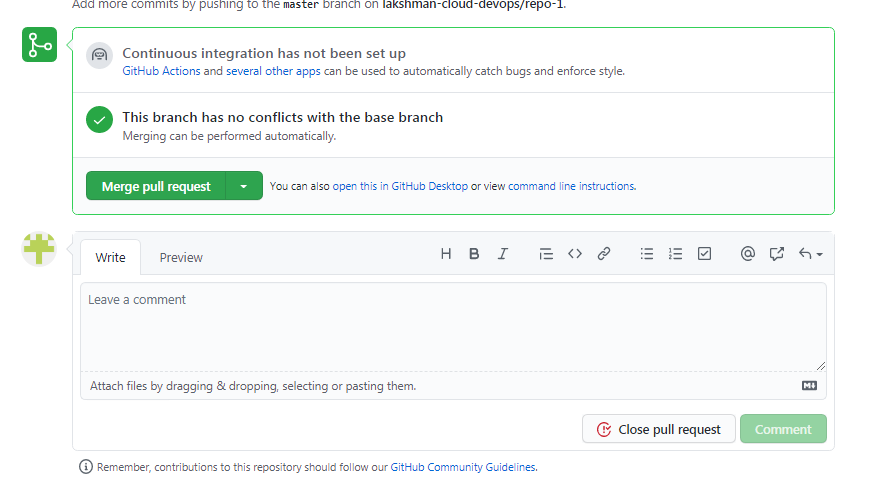 Add more commits by pushing to the master branch on lakshman-cloud-devops/repo-1.
Continuous integration has not been set up
GitHub Actions and several other apps can be used to automatically catch bugs and enforce style.
This branch has no conflicts with the base branch
Merging can be performed automatically.
Merge pull request
You can also open this in GitHub Desktop or view command line instructions.
Write
Preview
Leave a comment
Attach files by dragging & dropping, selecting or pasting them.
Close pull request
Comment
Remember, contributions to this repository should follow our GitHub Community Guidelines.